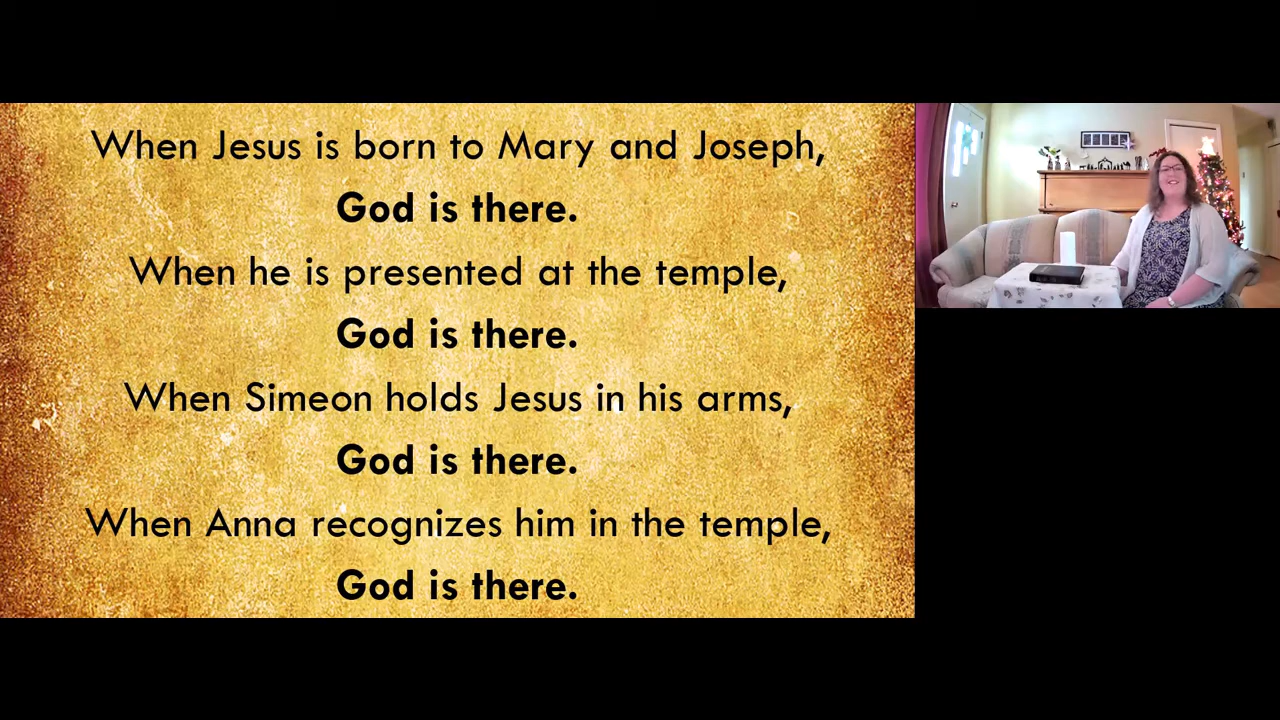 When Jesus is born to Mary and Joseph,
God is there.
When he is presented at the temple,
God is there.
When Simeon holds Jesus in his arms,
God is there.
When Anna recognizes him in the temple,
God is there.